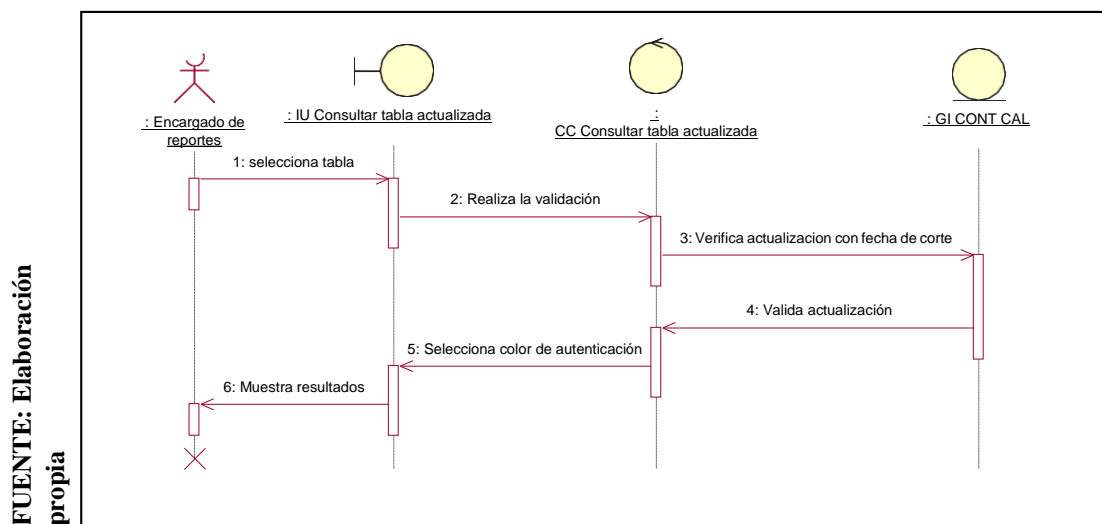 : Encargado de
reportes
: IU Consultar tabla actualizada
:
CC Consultar tabla actualizada
: GI CONT CAL
1: selecciona tabla
2: Realiza la validación
3: Verifica actualizacion con fecha de corte
4: Valida actualización
5: Selecciona color de autenticación
6: Muestra resultados
FUENTE: Elaboración
propia